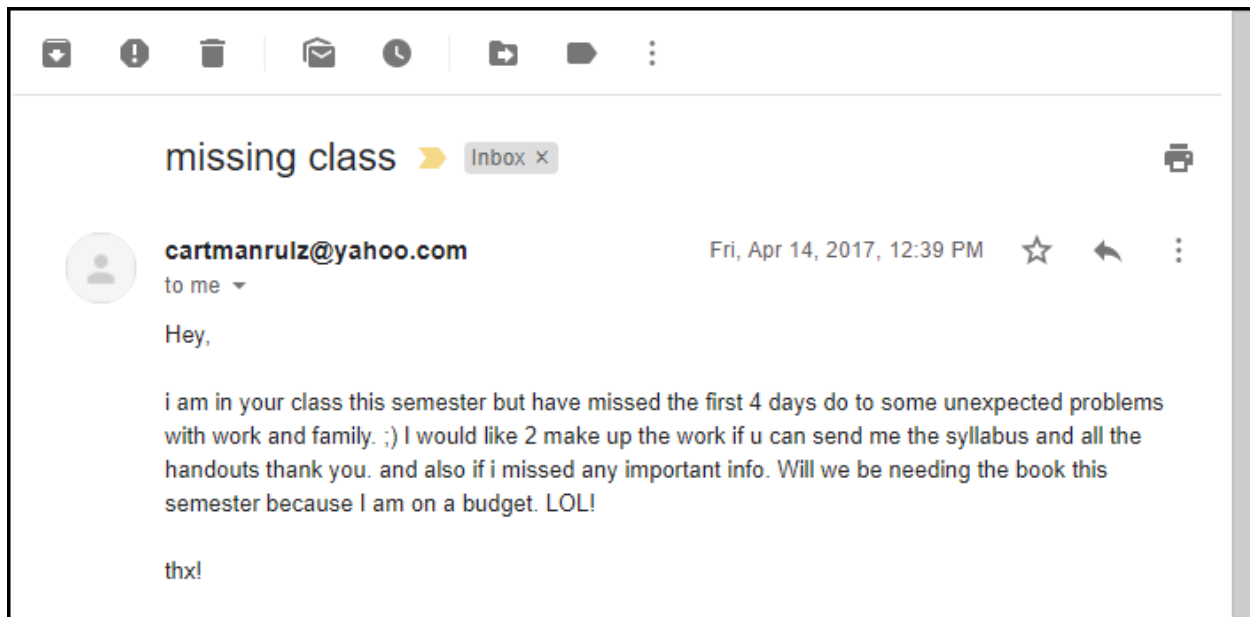 missing class
Inbox ×
cartmanrulz@yahoo.com
Fri, Apr 14, 2017, 12:39 PM
to me
Hey,
i am in your class this semester but have missed the first 4 days do to some unexpected problems
with work and family. ;) I would like 2 make up the work if u can send me the syllabus and all the
handouts thank you. and also if i missed any important info. Will we be needing the book this
semester because I am on a budget. LOL!
thx!